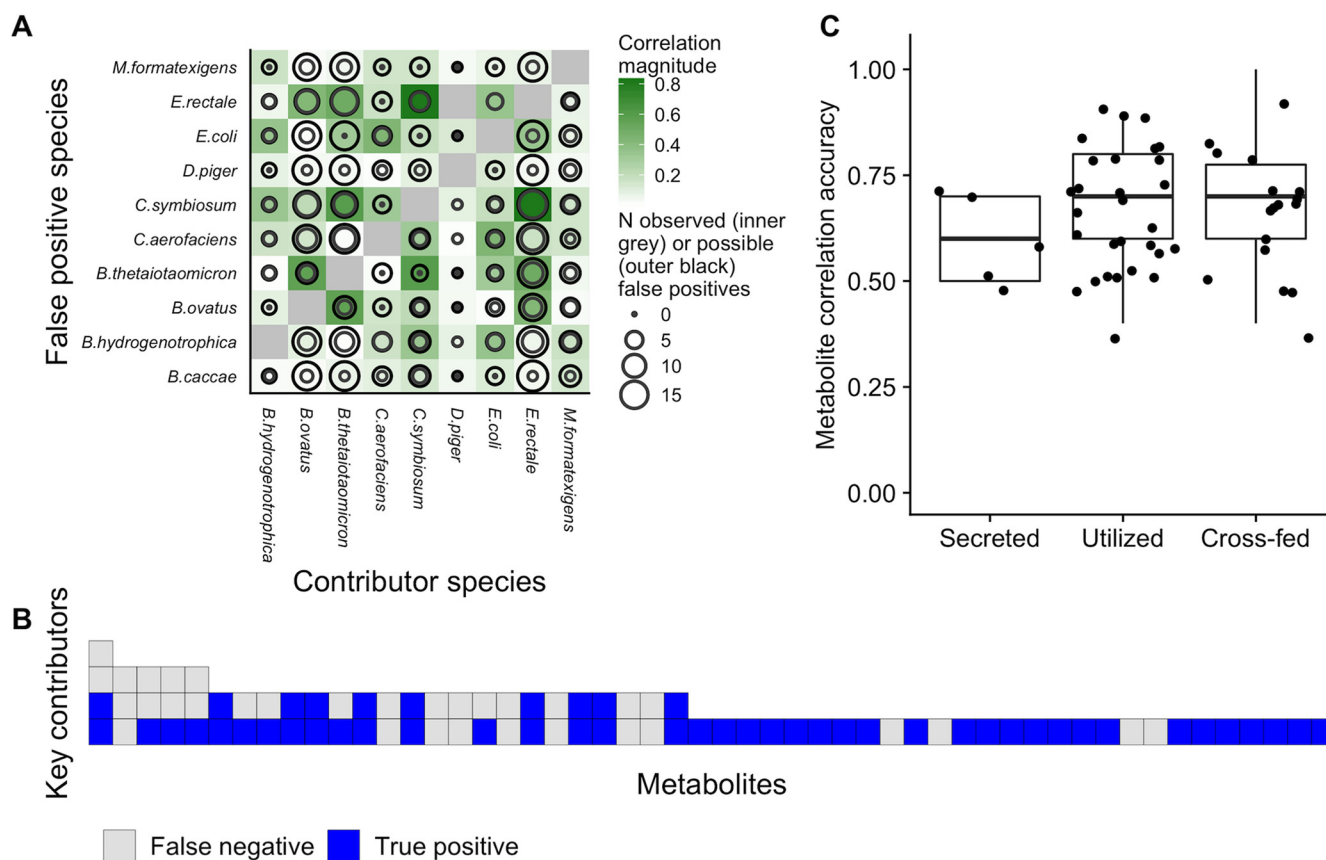 A
False positive species
M.formatexigens
E.rectale
E.coli
D.piger
C.symbiosum
C.aerofaciens
B.thetaiotaomicron
B.ovatus
B.hydrogenotrophica
B.caccae
B.hydrogenotrophica
B.ovatus
B.thetaiotaomicron
C.aerofaciens
C.symbiosum
D.piger
E.coli
E.rectale
M.formatexigens
Contributor species
Correlation
magnitude
0.8
0.6
0.4
0.2
N observed (inner
grey) or possible
(outer black)
false positives
0
5
10
15
C
Metabolite correlation accuracy
1.00
0.75
0.50
0.25
0.00
Secreted
Utilized
Cross-fed
B
Key contributors
Metabolites
False negative
True positive